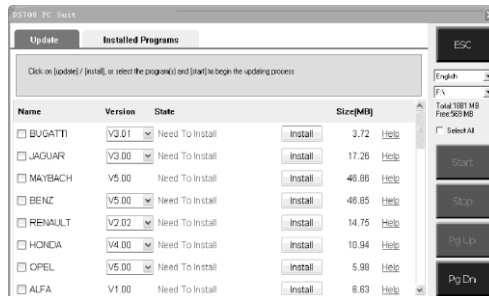 DS708 PC Suit
Update Installed Programs
Click on [update] / [install], or select the program(s) and [start] to begin the updating process
Name Version State Size(MB)
BUGATTI V3.01 Need To Install Install 3.72 Help
JAGUAR V3.00 Need To Install Install 17.26 Help
MAYBACH V5.00 Need To Install Install 46.86 Help
BENZ V5.00 Need To Install Install 46.85 Help
RENAULT V2.02 Need To Install Install 14.75 Help
HONDA V4.00 Need To Install Install 10.94 Help
OPEL V5.00 Need To Install Install 5.98 Help
ALFA V1.00 Need To Install Install 6.63 Help
ESC
English
F:\
Total:1881 MB
Free:563 MB
Select All
Start
Stop
Pg Up
Pg Dn